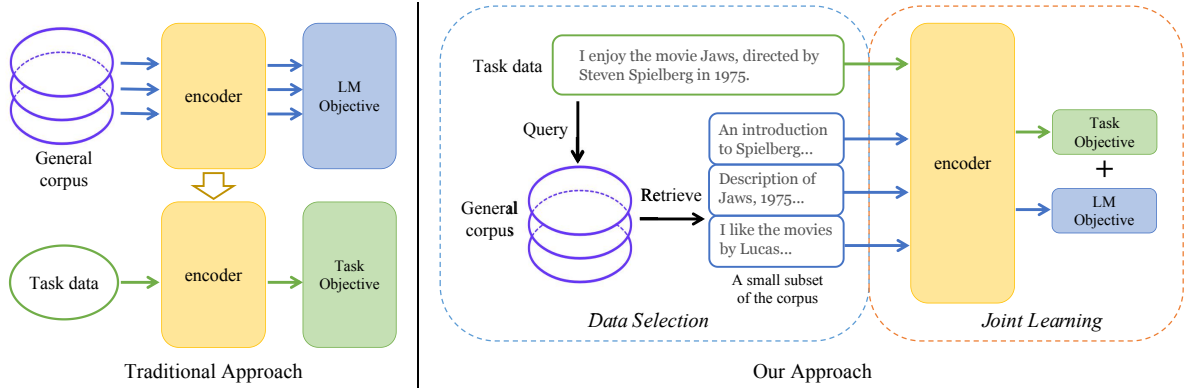 encoder
LM
Objective
General
corpus
Task data
encoder
Task
Objective
Traditional Approach
Task data
I enjoy the movie Jaws, directed by
Steven Spielberg in 1975.
Query
General
corpus
Retrieve
An introduction
to Spielberg...
Description of
Jaws, 1975...
I like the movies
by Lucas...
A small subset
of the corpus
Data Selection
encoder
Task
Objective
+
LM
Objective
Joint Learning
Our Approach